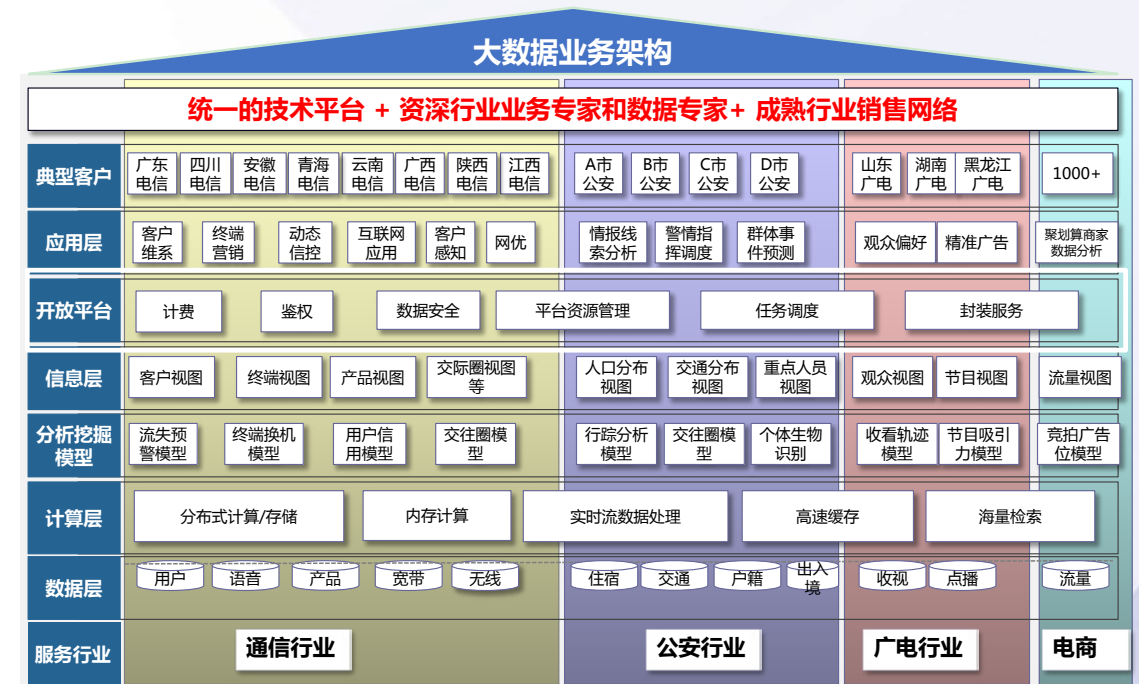 大数据业务架构
统一的技术平台 + 资深行业业务专家和数据专家+ 成熟行业销售网络
典型客户
广东
电信
四川
电信
安徽
电信
青海
电信
云南
电信
广西
电信
陕西
电信
江西
电信
A市
公安
B市
公安
C市
公安
D市
公安
山东
广电
湖南
广电
黑龙江
广电
1000+
应用层
客户
维系
终端
营销
动态
信控
互联网
应用
客户
感知
网优
情报线
索分析
警情指
挥调度
群体事
件预测
观众偏好
精准广告
聚划算商家
数据分析
开放平台
计费
鉴权
数据安全
平台资源管理
任务调度
封装服务
信息层
客户视图
终端视图
产品视图
交际圈视图
等
人口分布
视图
交通分布
视图
重点人员
视图
观众视图
节目视图
流量视图
分析挖掘
模型
流失预
警模型
终端换机
模型
用户信
用模型
交往圈模
型
行踪分析
模型
交往圈模
型
个体生物
识别
收看轨迹
模型
节目吸引
力模型
竞拍广告
位模型
计算层
分布式计算/存储
内存计算
实时流数据处理
高速缓存
海量检索
数据层
用户
语音
产品
宽带
无线
住宿
交通
户籍
出入
境
收视
点播
流量
服务行业
通信行业
公安行业
广电行业
电商